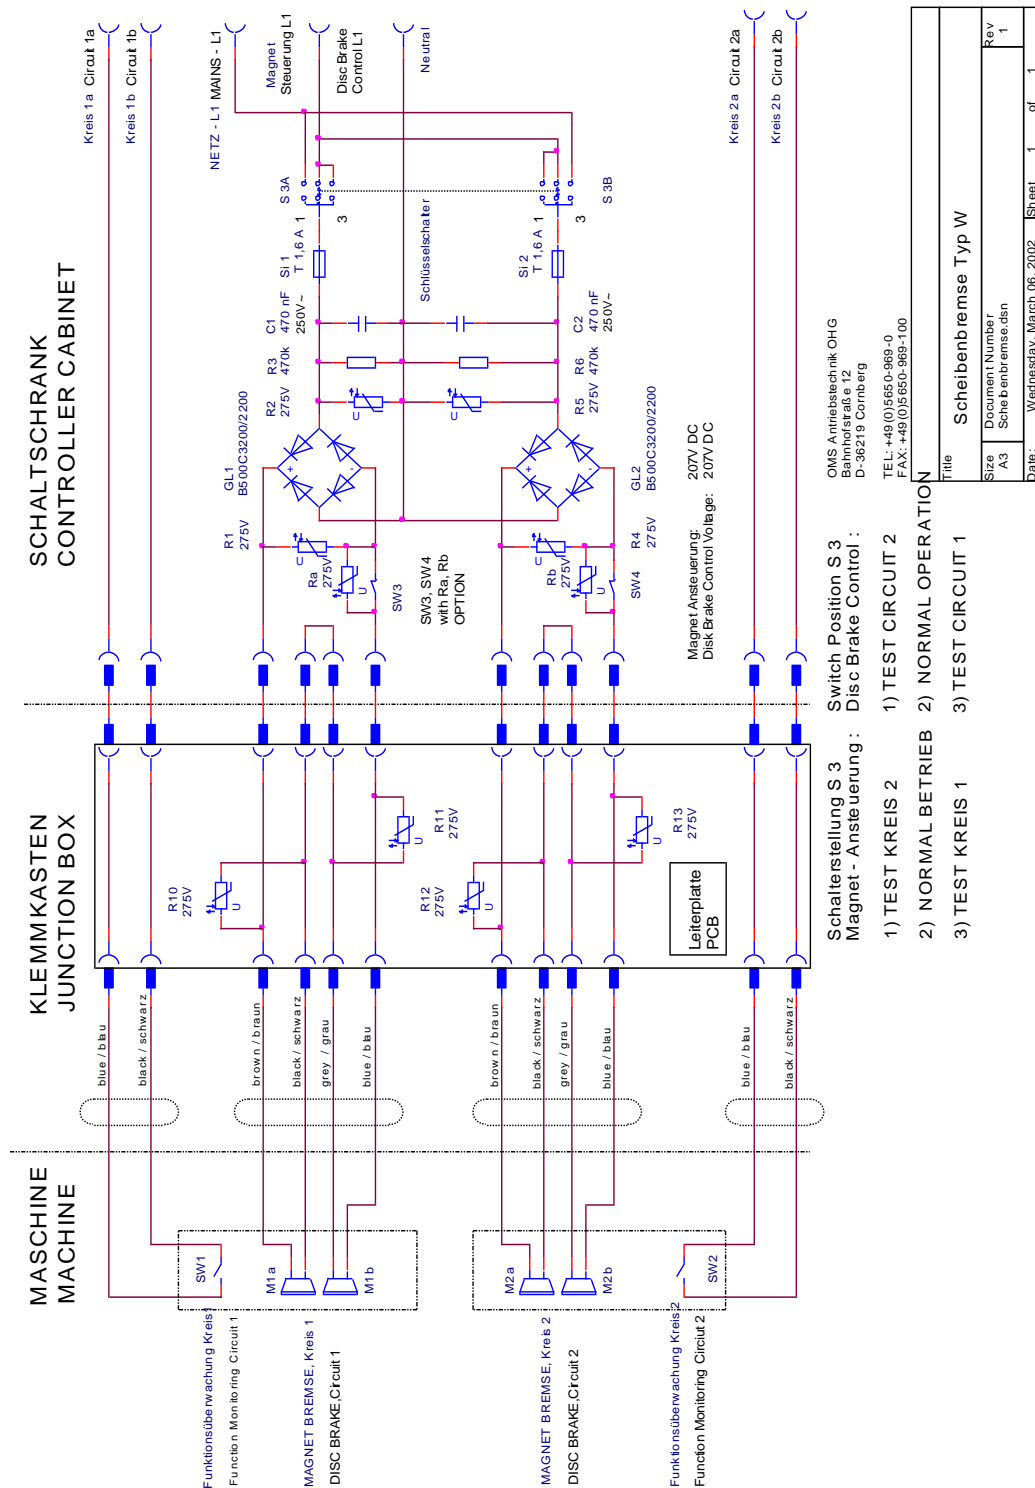 SCHALTSCHRANK
CONTROLLER CABINET
KLEMMKASTEN
JUNCTION BOX
MASCHINE
MACHINE
Kreis 1a Circuit 1a
Kreis 1b Circuit 1b
NETZ - L1 MAINS - L1
Magnet
Steuerung L1
Disc Brake
Control L1
Neutral
Kreis 2a Circuit 2a
Kreis 2b Circuit 2b
S 3A
1
3
S 3B
1
3
Schlüsselschalter
Si 1
T 1,6 A
Si 2
T 1,6 A
C1
470 nF
250V~
C2
470 nF
250V~
R3
470k
R6
470k
R2
275V
U
R5
275V
U
GL1
B500C3200/2200
+
-
GL2
B500C3200/2200
+
-
R1
275V
U
Ra
275V
U
SW3
R4
275V
U
Rb
275V
U
SW4
SW3, SW4
with Ra, Rb
OPTION
Magnet Ansteuerung: 207V DC
Disk Brake Control Voltage: 207V DC
R10
275V
U
R11
275V
U
R12
275V
U
R13
275V
U
Leiterplatte
PCB
blue / blau
black / schwarz
brown / braun
black / schwarz
grey / grau
blue / blau
brown / braun
black / schwarz
grey / grau
blue / blau
blue / blau
black / schwarz
SW1
M1a
M1b
M2a
M2b
SW2
Funktionsüberwachung Kreis1
Function Monitoring Circuit 1
MAGNET BREMSE, Kreis 1
DISC BRAKE,Circuit 1
MAGNET BREMSE, Kreis 2
DISC BRAKE,Circuit 2
Funktionsüberwachung Kreis 2
Function Monitoring Circiut 2
Schalterstellung S 3
Magnet - Ansteuerung :
1) TEST KREIS 2
2) NORMAL BETRIEB
3) TEST KREIS 1
Switch Position S 3
Disc Brake Control :
1) TEST CIRCUIT 2
2) NORMAL OPERATION
3) TEST CIRCUIT 1
OMS Antriebstechnik OHG
Bahnhofstraße 12
D-36219 Cornberg
TEL: +49(0)5650-969-0
FAX: +49(0)5650-969-100
Title
Scheibenbremse Typ W
Size
A3
Document Number
Scheibenbremse.dsn
Rev
1
Date: Wednesday, March 06, 2002
Sheet 1 of 1